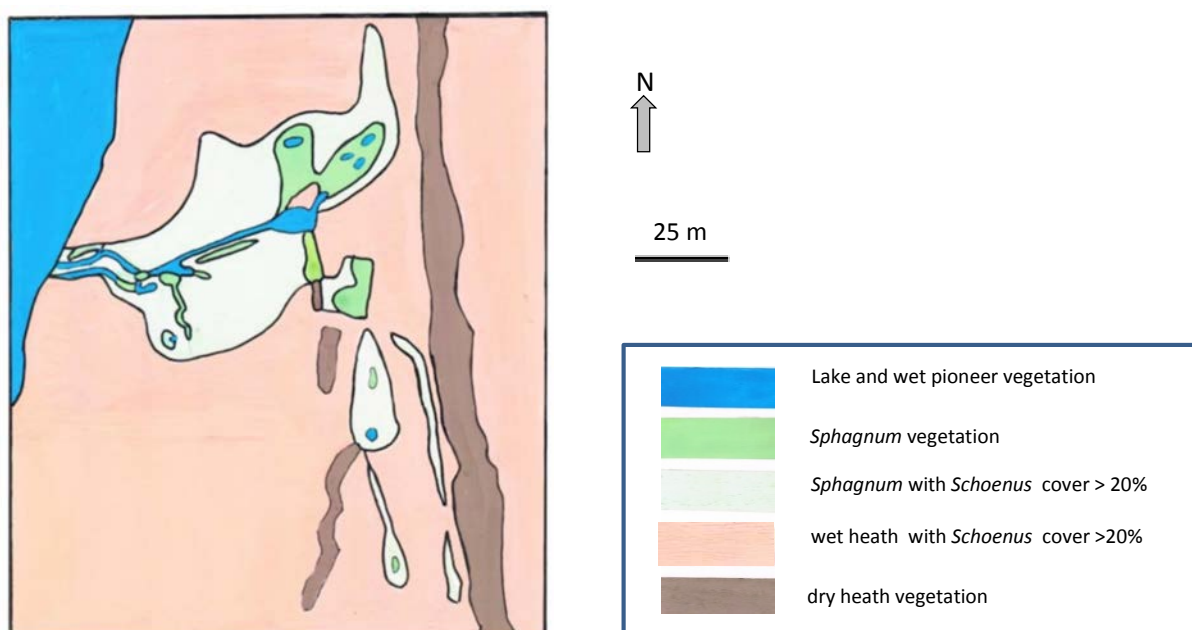 N
25 m
Lake and wet pioneer vegetation
Sphagnum vegetation
Sphagnum with Schoenus cover > 20%
wet heath with Schoenus cover >20%
dry heath vegetation